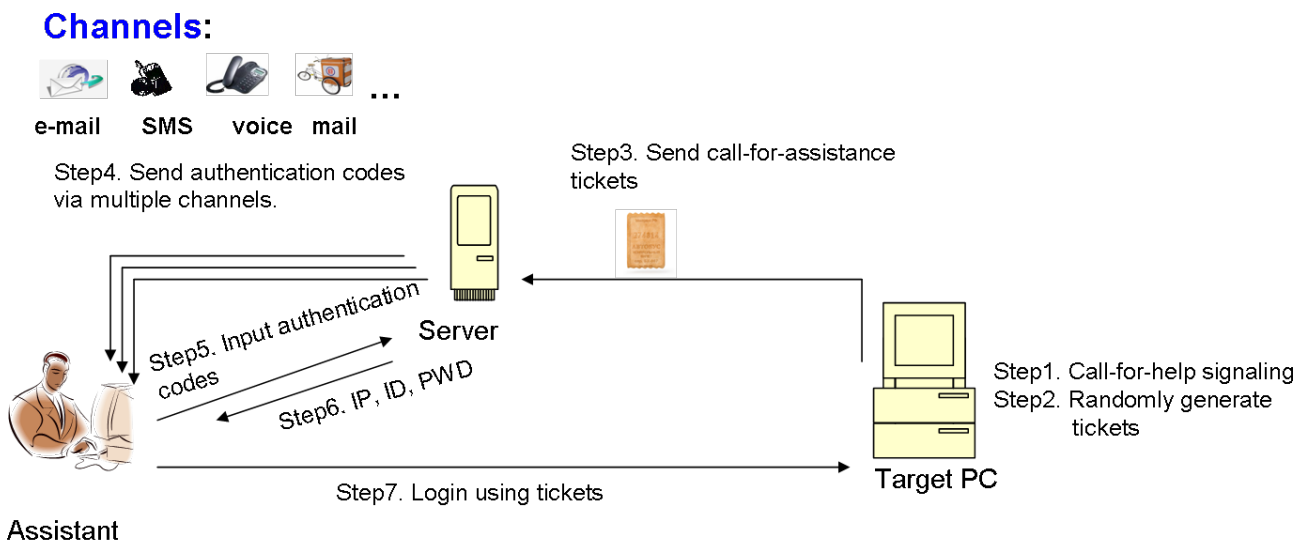 Channels:
...
e-mail SMS voice mail
Step4. Send authentication codes
via multiple channels.
Step3. Send call-for-assistance
tickets
Server
Step5. Input authentication
codes
Step6. IP, ID, PWD
Step1. Call-for-help signaling
Step2. Randomly generate
tickets
Target PC
Step7. Login using tickets
Assistant